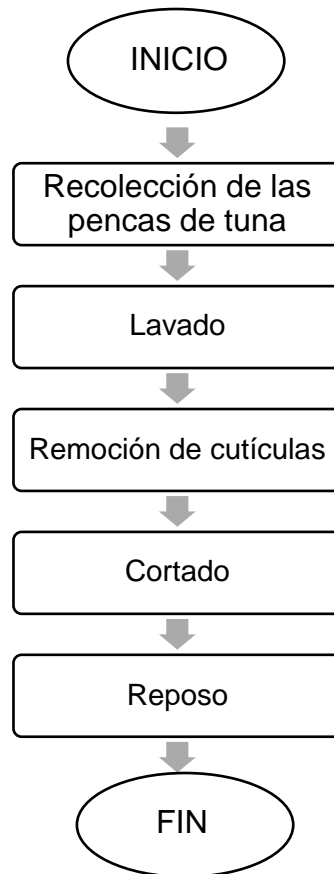 INICIO
Recolección de las
pencas de tuna
Lavado
Remoción de cutículas
Cortado
Reposo
FIN